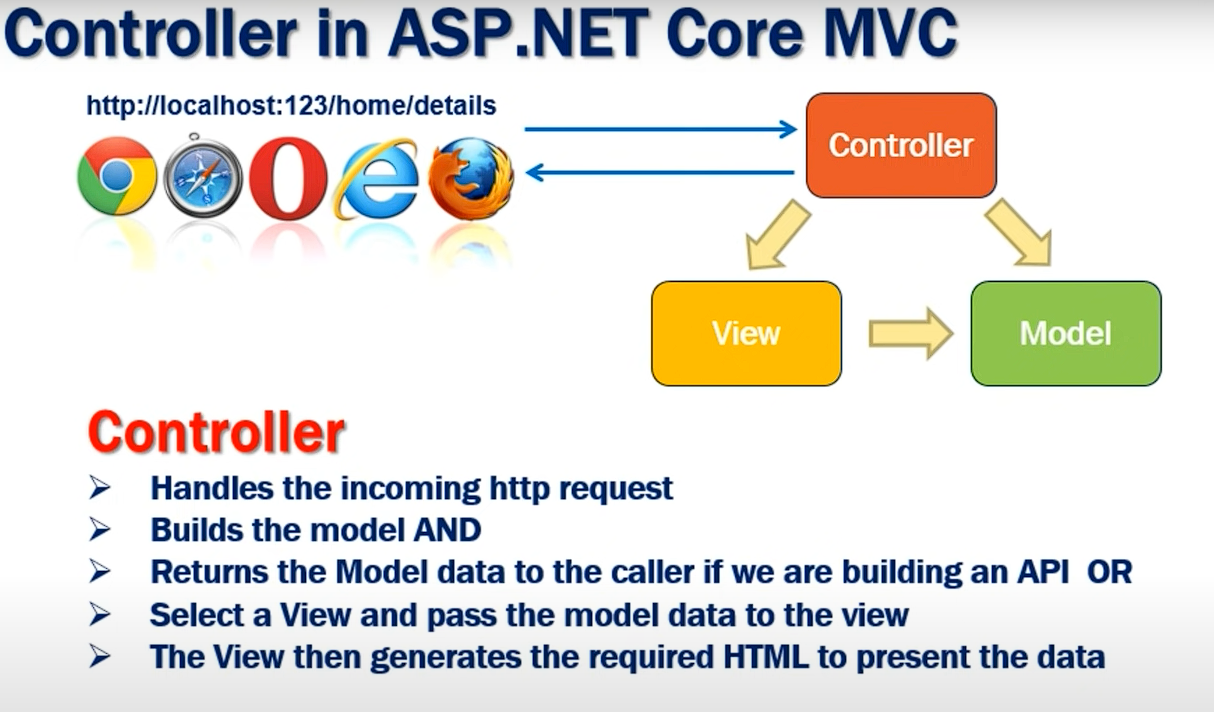 Controller in ASP.NET Core MVC
http://localhost:123/home/details
Controller
View
Model
Controller
Handles the incoming http request
Builds the model AND
Returns the Model data to the caller if we are building an API OR
Select a View and pass the model data to the view
The View then generates the required HTML to present the data